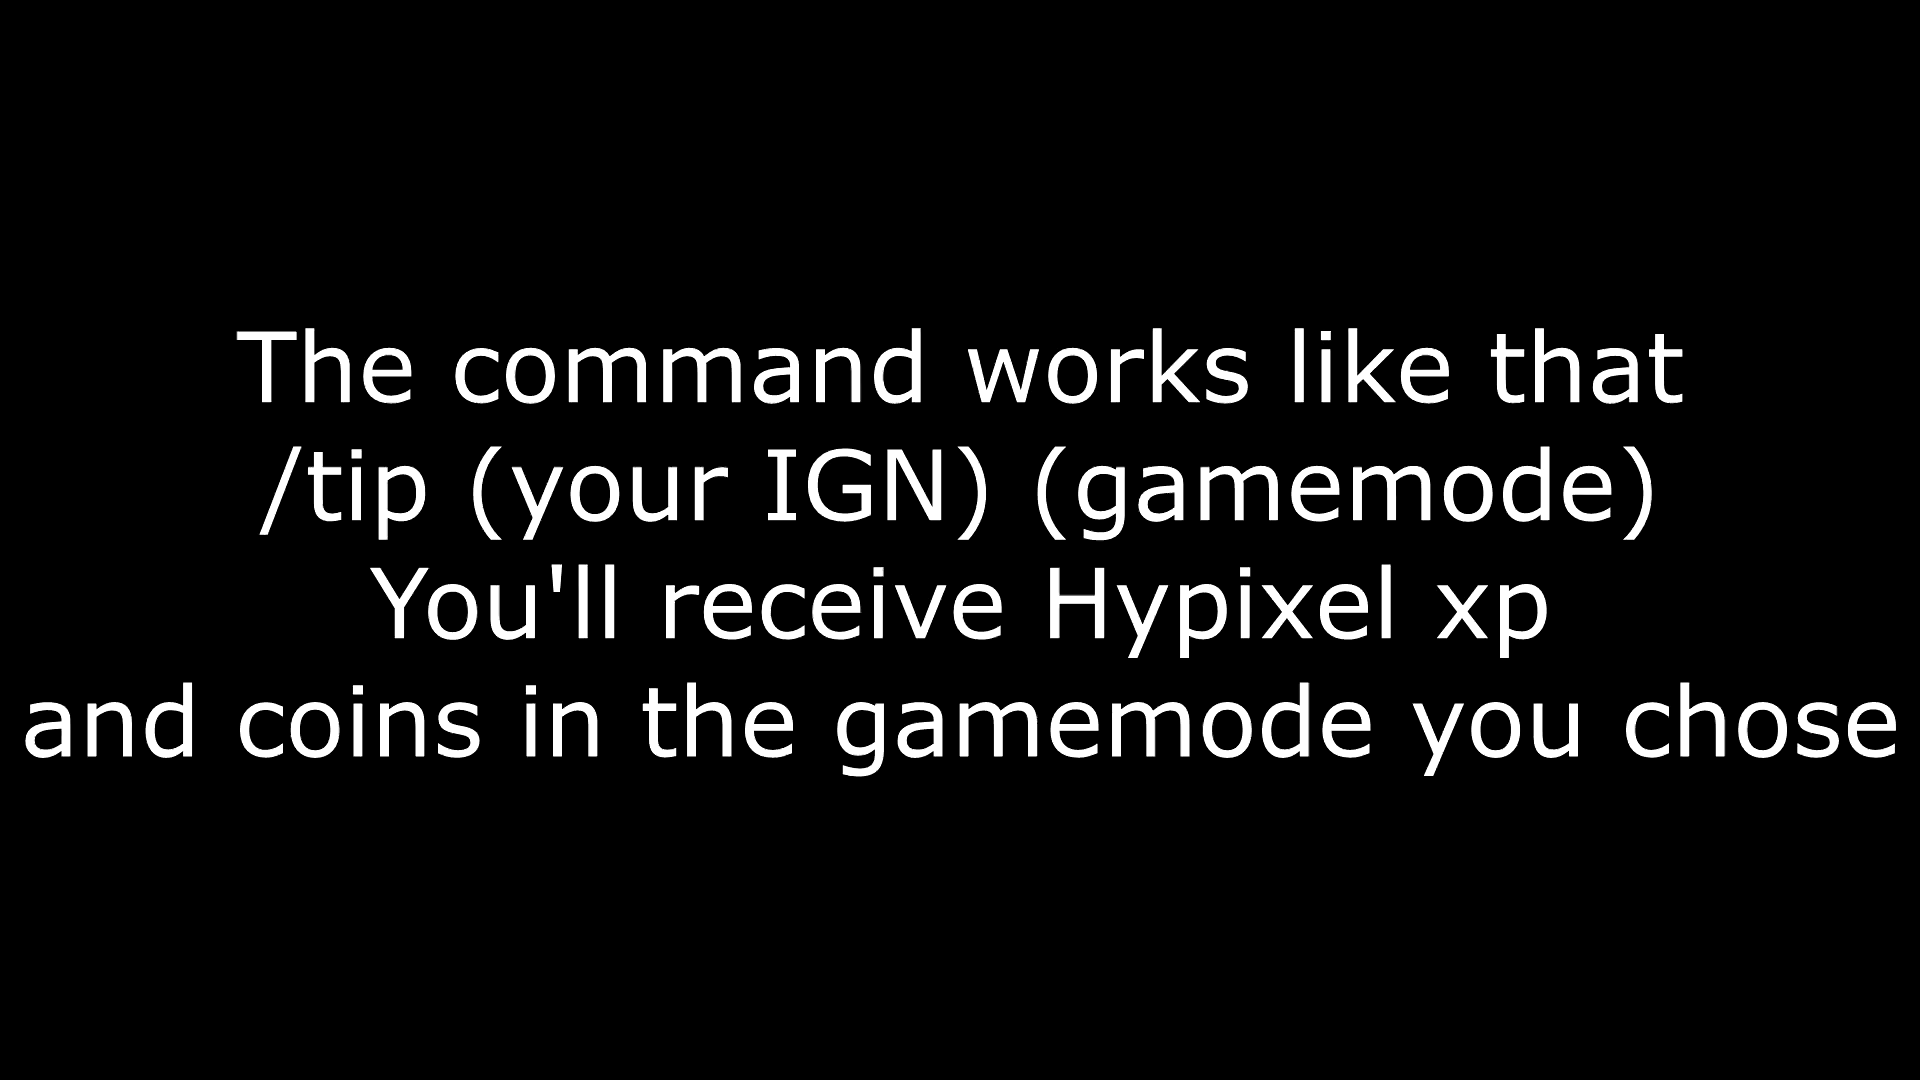 The command works like that
/tip (your IGN) (gamemode)
You'll receive Hypixel xp
and coins in the gamemode you chose